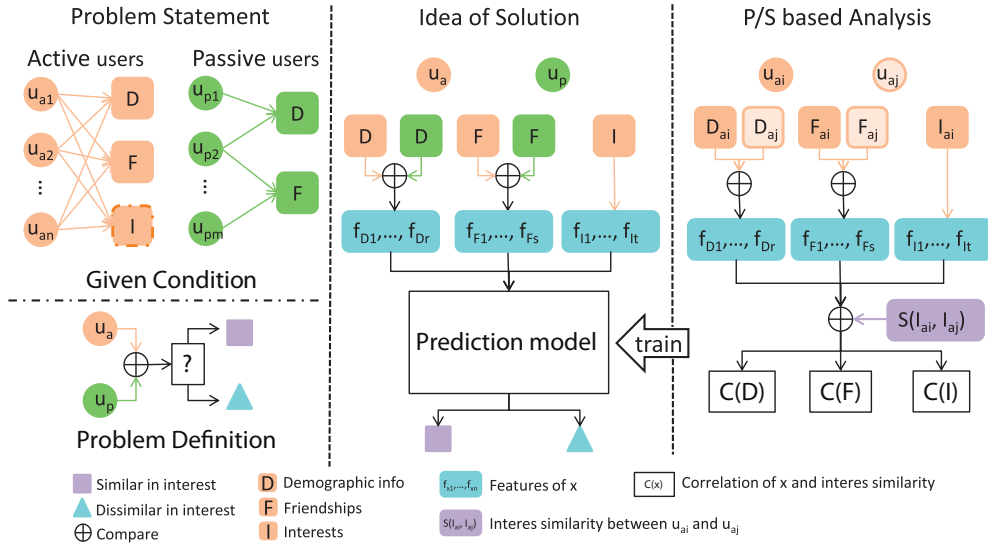 Problem Statement
Active users
Passive users
u_a1
u_a2
...
u_an
D
F
I
u_p1
u_p2
...
u_pm
D
F
Given Condition
u_a
u_p
?
Problem Definition
Idea of Solution
u_a
u_p
D
D
F
F
I
f_D1,..., f_Dr
f_F1,..., f_Fs
f_I1,..., f_It
Prediction model
train
P/S based Analysis
u_ai
u_aj
D_ai
D_aj
F_ai
F_aj
I_ai
f_D1,..., f_Dr
f_F1,..., f_Fs
f_I1,..., f_It
S(I_ai, I_aj)
C(D)
C(F)
C(I)
Similar in interest
Dissimilar in interest
Compare
D Demographic info
F Friendships
I Interests
f_x1,...,f_xn Features of x
S(I_ai, I_aj) Interes similarity between u_ai and u_aj
C(x) Correlation of x and interes similarity